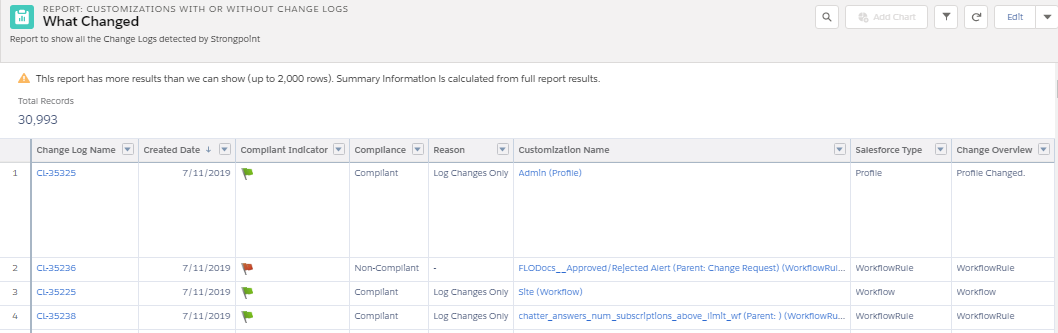 REPORT: CUSTOMIZATIONS WITH OR WITHOUT CHANGE LOGS
What Changed
Add Chart
Edit
Report to show all the Change Logs detected by Strongpoint
This report has more results than we can show (up to 2,000 rows). Summary information is calculated from full report results.
Total Records
30,993
Change Log Name Created Date ↓ Compliant Indicator Compliance Reason Customization Name Salesforce Type Change Overview
1 CL-35325 7/11/2019 Compliant Log Changes Only Admin (Profile) Profile Profile Changed.
2 CL-35236 7/11/2019 Non-Compliant - FLODocs__Approved/Rejected Alert (Parent: Change Request) (WorkflowRul... WorkflowRule WorkflowRule
3 CL-35225 7/11/2019 Compliant Log Changes Only Site (Workflow) Workflow Workflow
4 CL-35238 7/11/2019 Compliant Log Changes Only chatter_answers_num_subscriptions_above_limit_wf (Parent: ) (WorkflowRu... WorkflowRule WorkflowRule